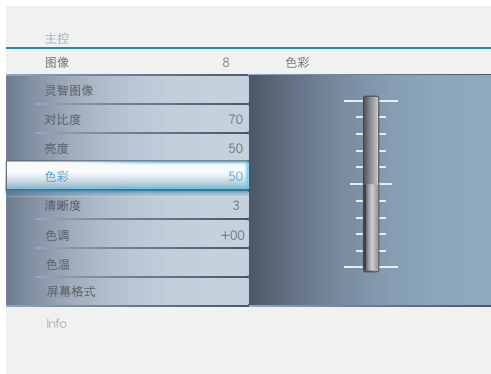 主控
图像 8 色彩
灵智图像
对比度 70
亮度 50
色彩 50
清晰度 3
色调 +00
色温
屏幕格式
Info